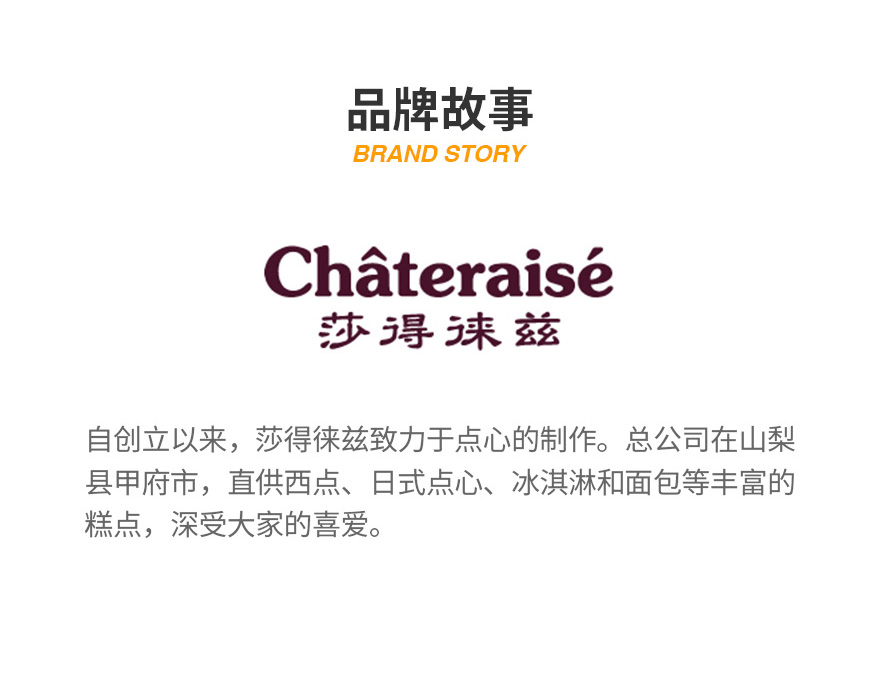 品牌故事
BRAND STORY
Châteraisé
莎得徕兹
自创立以来，莎得徕兹致力于点心的制作。总公司在山梨
县甲府市，直供西点、日式点心、冰淇淋和面包等丰富的
糕点，深受大家的喜爱。